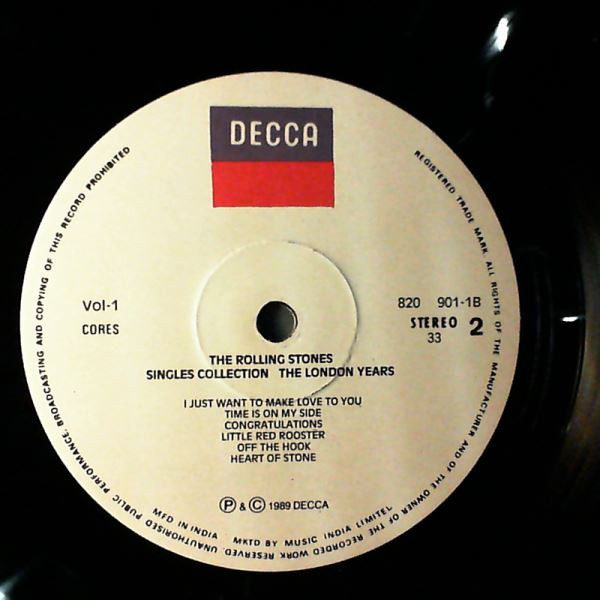 DECCA
Vol-1
CORES
820 901-1B
STEREO 2
33
THE ROLLING STONES
SINGLES COLLECTION THE LONDON YEARS
I JUST WANT TO MAKE LOVE TO YOU
TIME IS ON MY SIDE
CONGRATULATIONS
LITTLE RED ROOSTER
OFF THE HOOK
HEART OF STONE
Ⓟ & Ⓒ 1989 DECCA
MFD IN INDIA MKTD BY MUSIC INDIA LIMITEL
REGISTERED TRADE MARK. ALL RIGHTS OF THE MANUFACTURER AND OF THE OWNER OF THE RECORDED WORK RESERVED. UNAUTHORISED PUBLIC PERFORMANCE. BROADCASTING AND COPYING OF THIS RECORD PROHIBITED